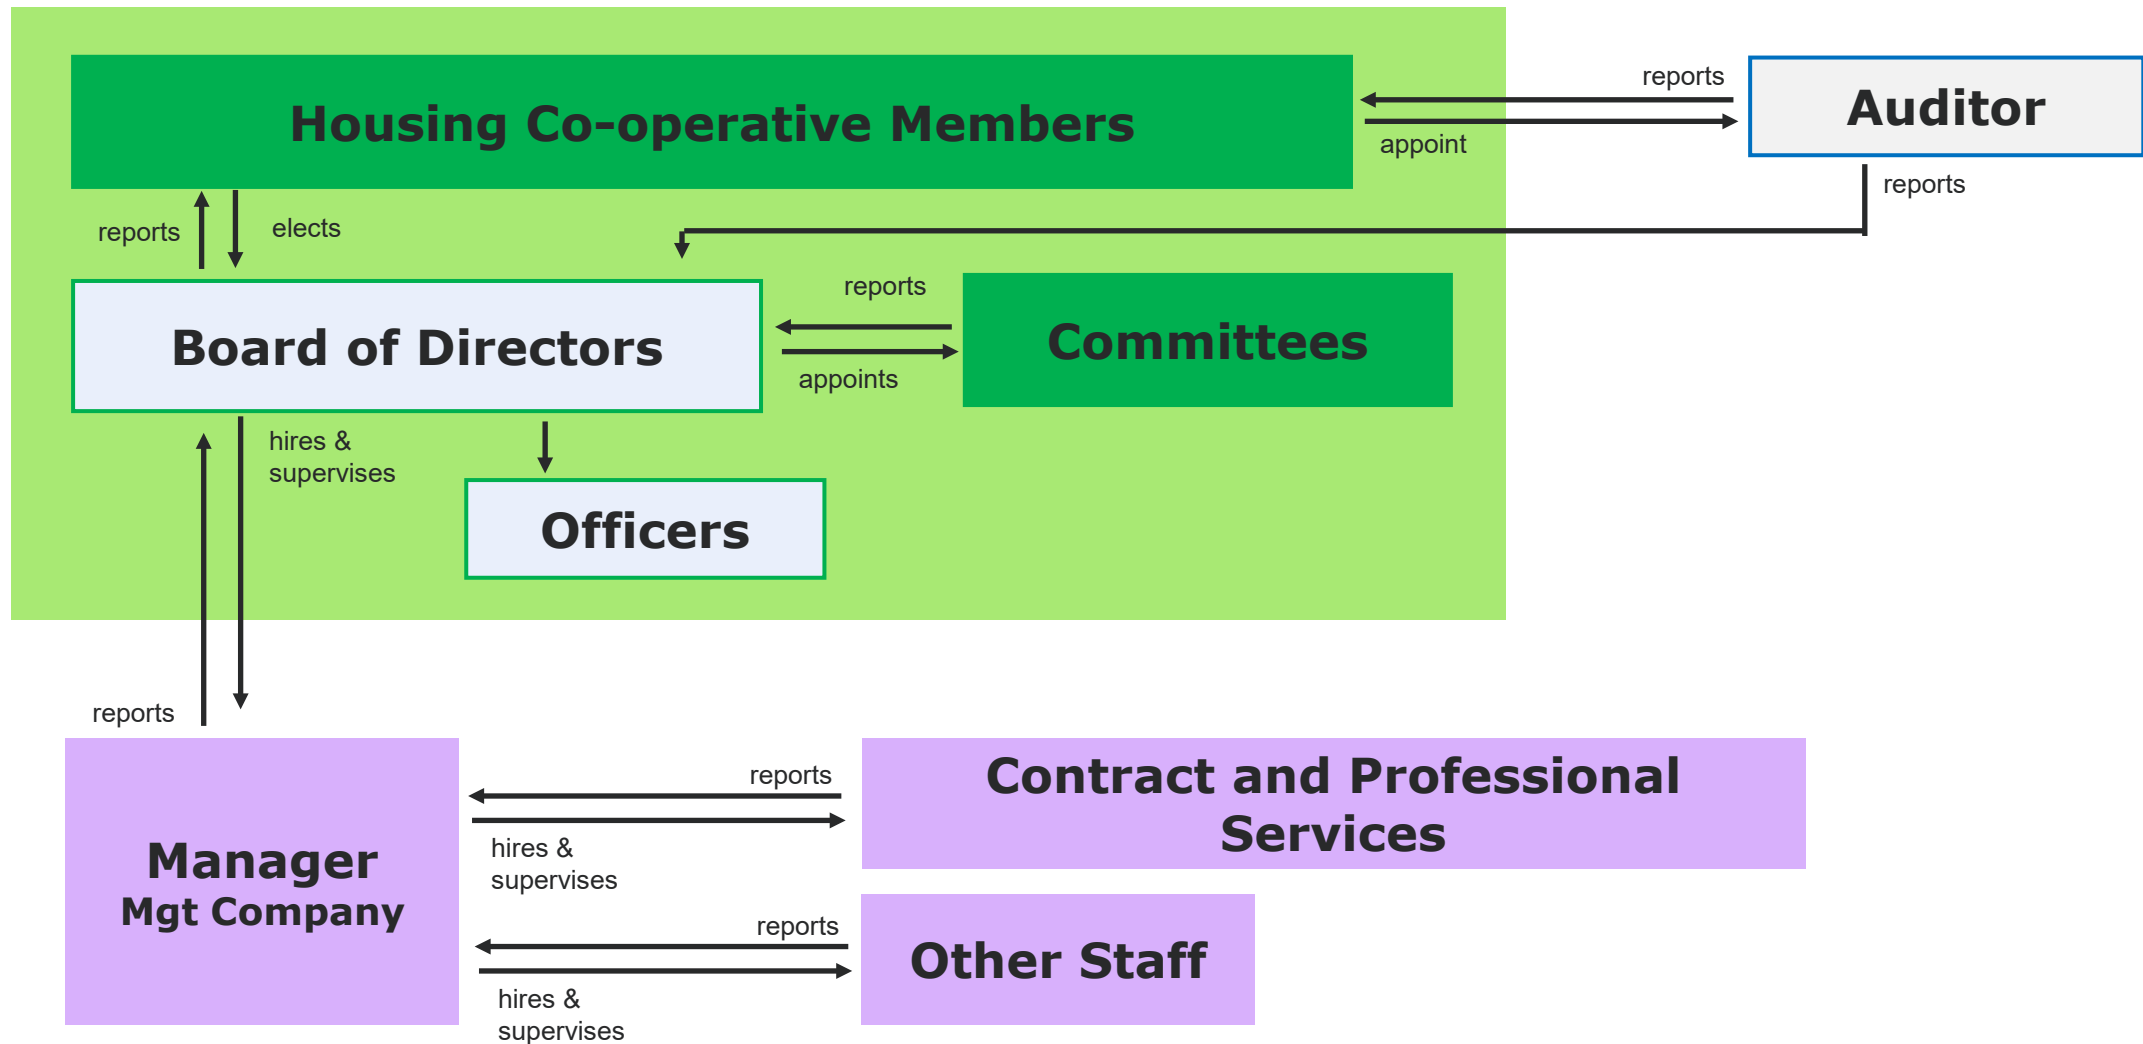 Housing Co-operative Members
reports
appoint
Auditor
reports
reports
elects
Board of Directors
reports
appoints
Committees
hires &
supervises
Officers
reports
Manager
Mgt Company
reports
hires &
supervises
Contract and Professional
Services
reports
hires &
supervises
Other Staff